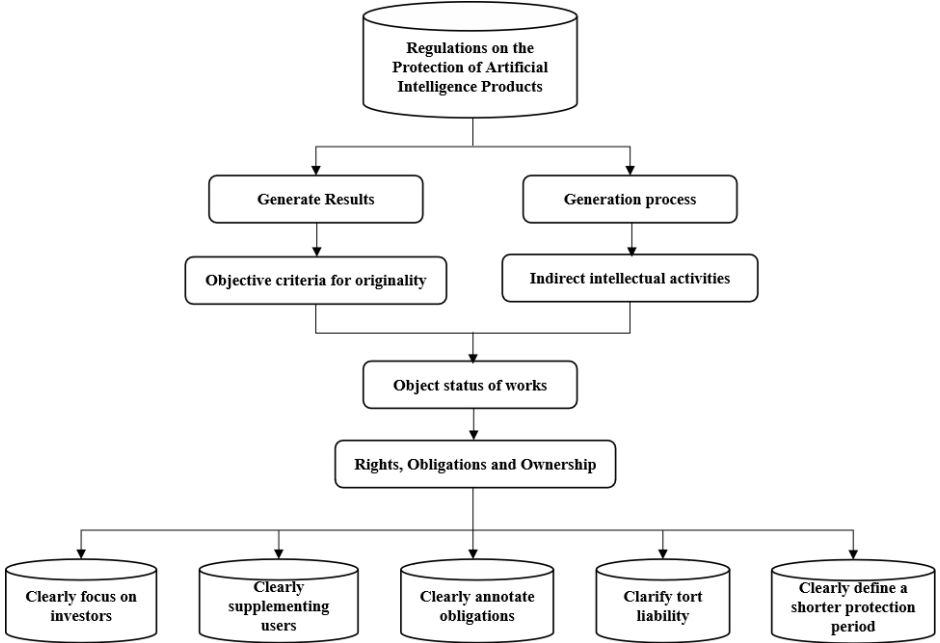 Regulations on the
Protection of Artificial
Intelligence Products
Generate Results
Generation process
Objective criteria for originality
Indirect intellectual activities
Object status of works
Rights, Obligations and Ownership
Clearly focus on
investors
Clearly
supplementing
users
Clearly annotate
obligations
Clarify tort
liability
Clearly define a
shorter protection
period